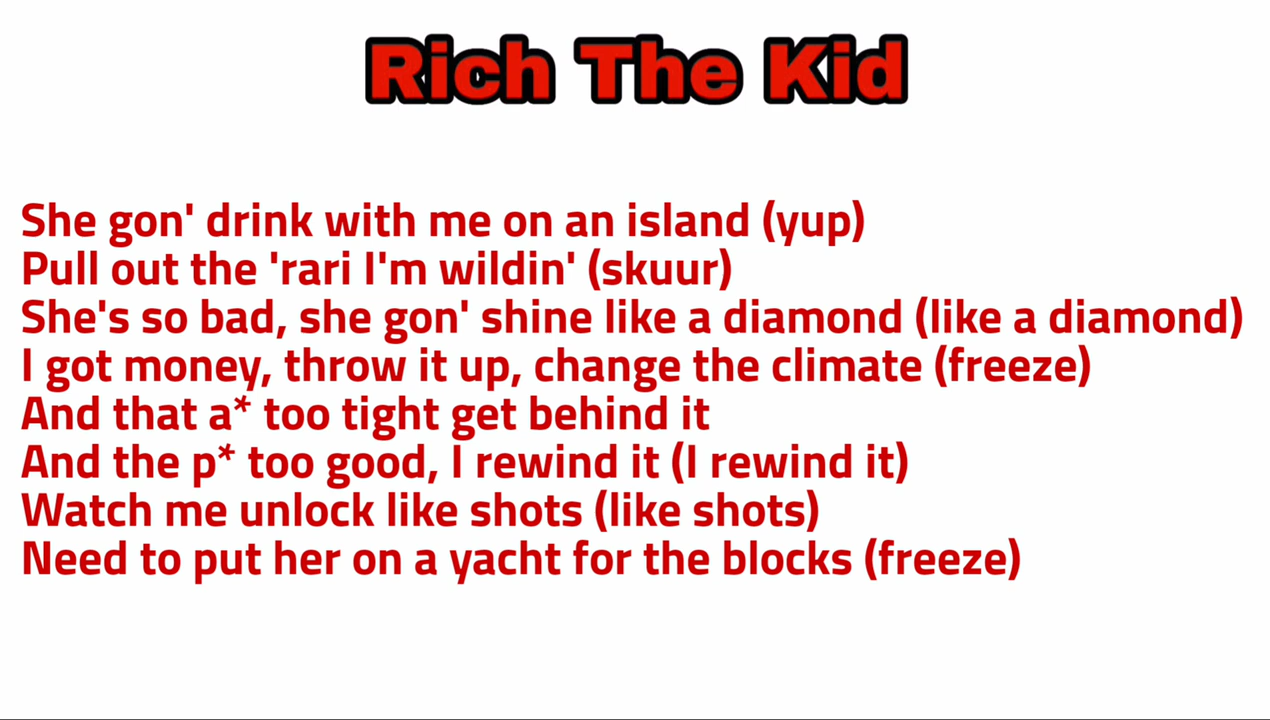 Rich The Kid
She gon' drink with me on an island (yup)
Pull out the 'rari I'm wildin' (skuur)
She's so bad, she gon' shine like a diamond (like a diamond)
I got money, throw it up, change the climate (freeze)
And that a* too tight get behind it
And the p* too good, I rewind it (I rewind it)
Watch me unlock like shots (like shots)
Need to put her on a yacht for the blocks (freeze)